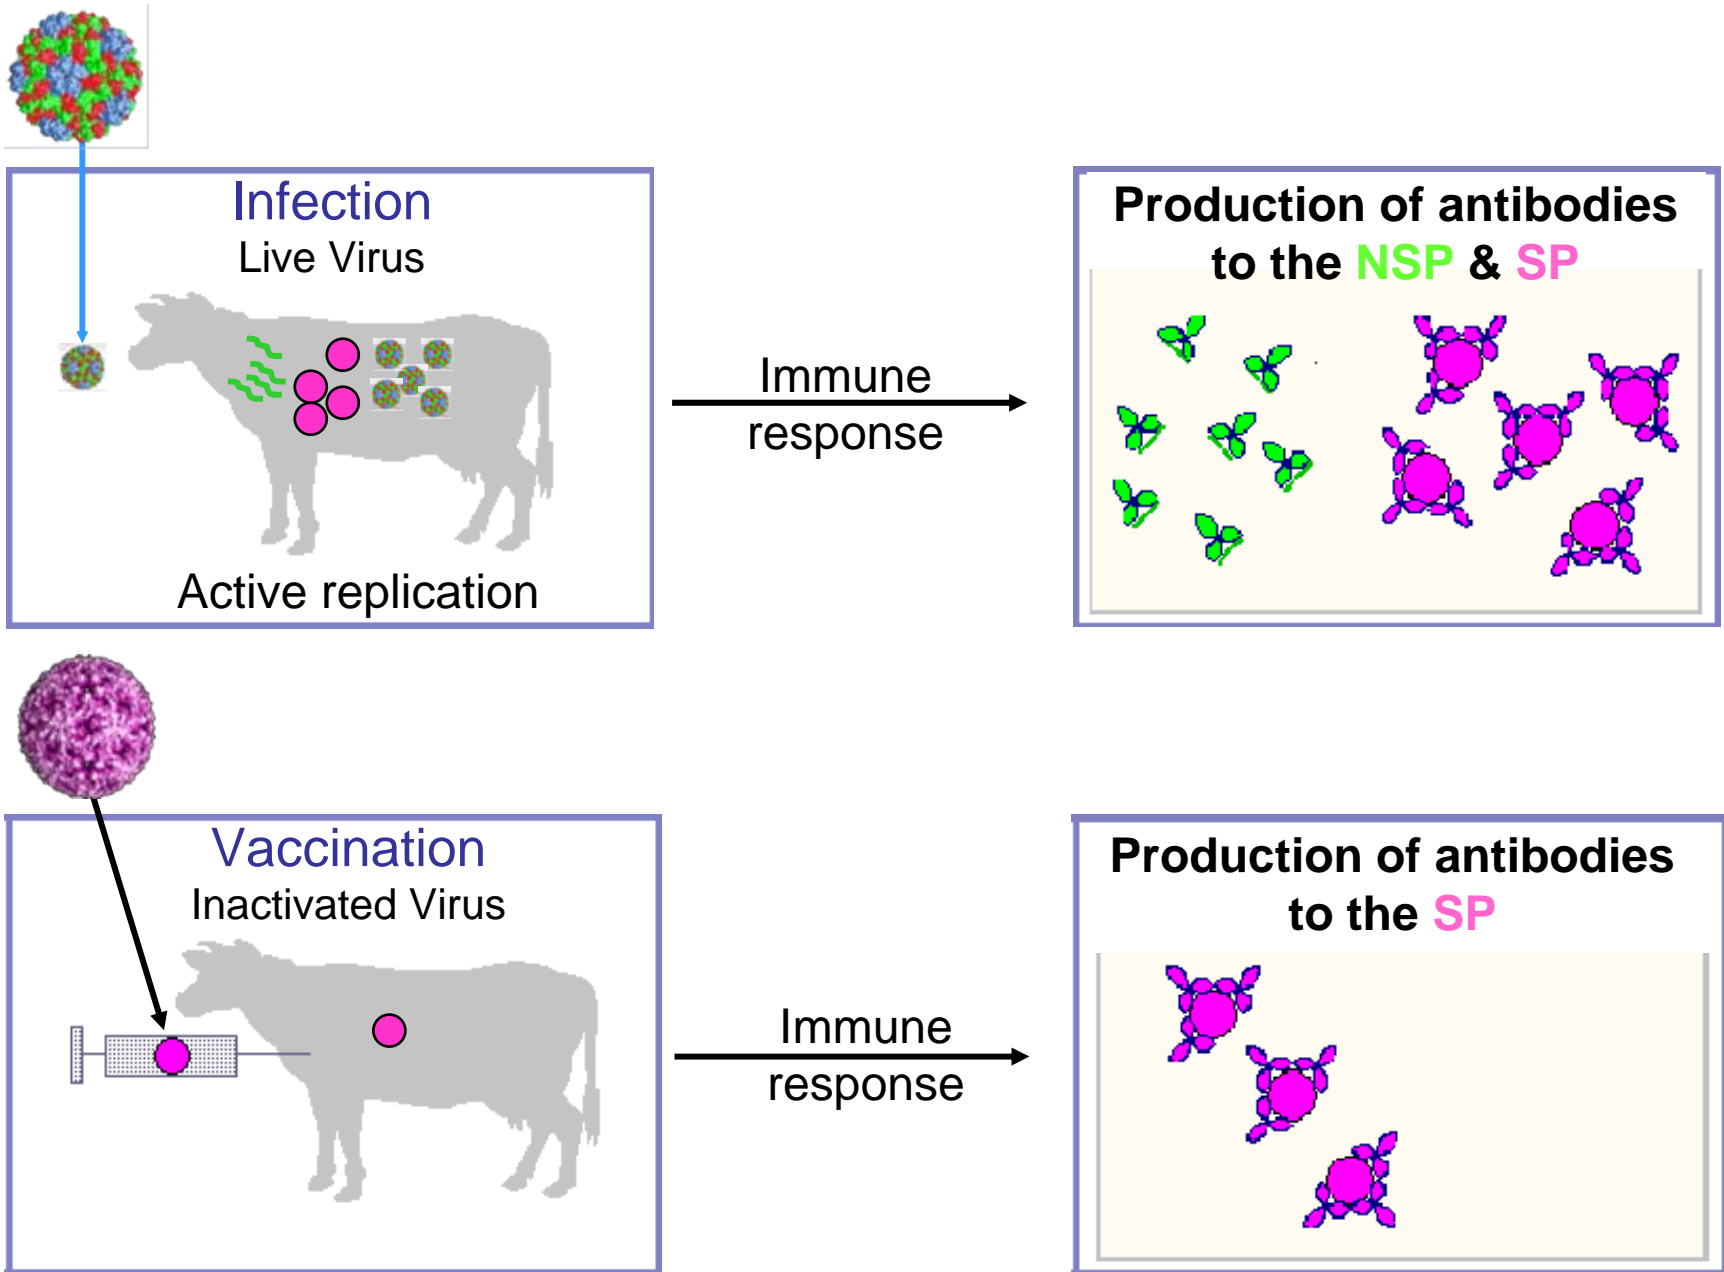 Infection
Live Virus
Active replication
Immune
response
Production of antibodies
to the NSP & SP
Vaccination
Inactivated Virus
Immune
response
Production of antibodies
to the SP